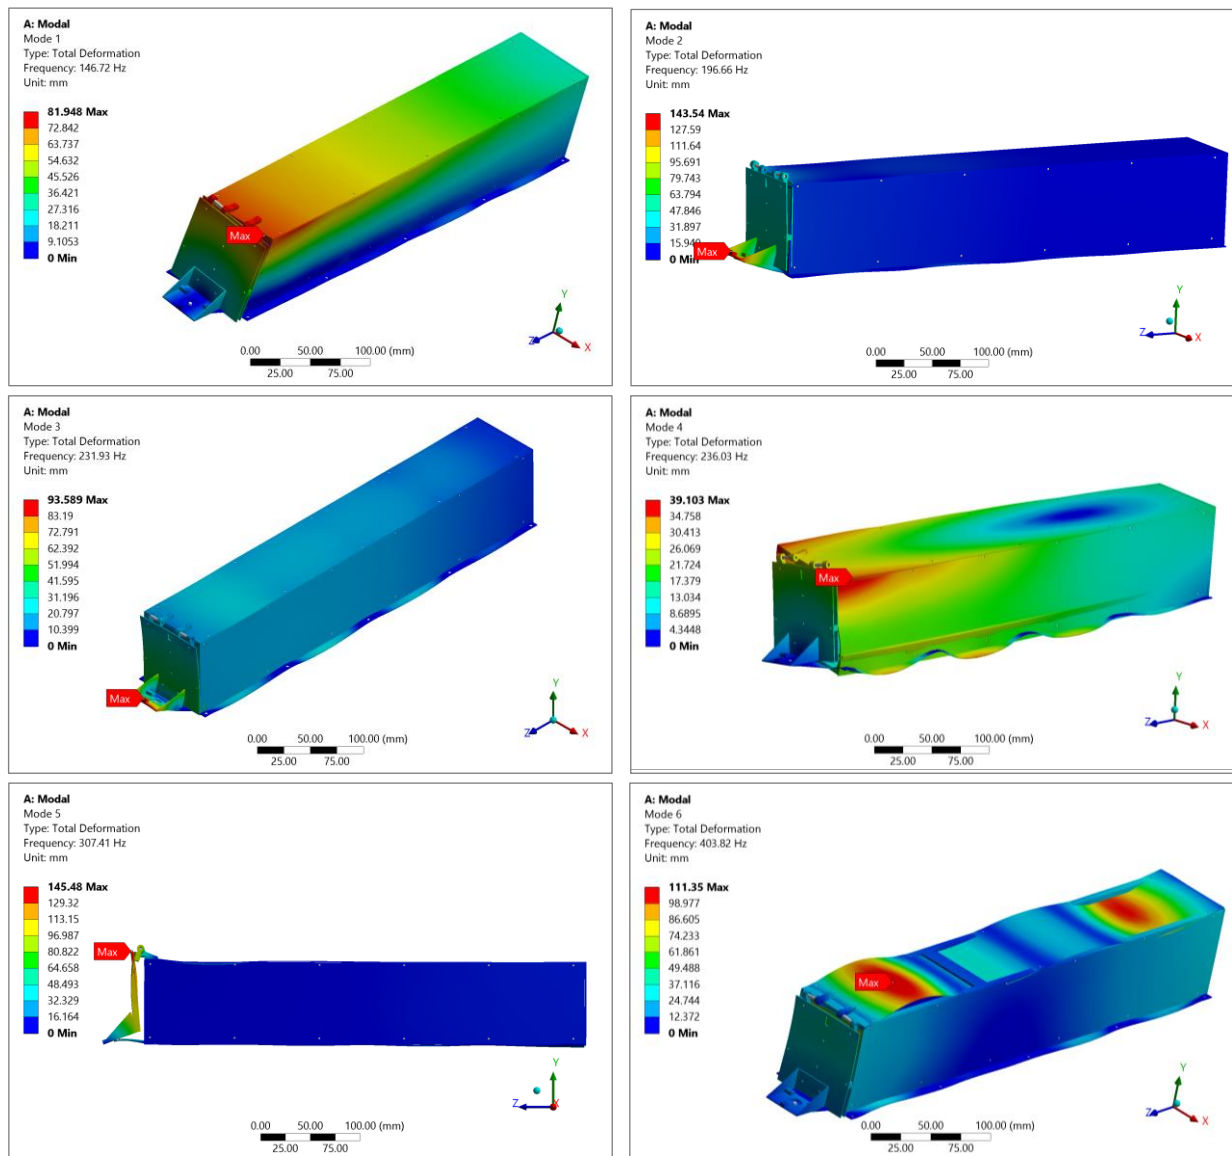 A: Modal
Mode 1
Type: Total Deformation
Frequency: 146.72 Hz
Unit: mm
81.948 Max
72.842
63.737
54.632
45.526
36.421
27.316
18.211
9.1053
0 Min
Max
Y
Z
X
0.00 50.00 100.00 (mm)
25.00 75.00
A: Modal
Mode 2
Type: Total Deformation
Frequency: 196.66 Hz
Unit: mm
143.54 Max
127.59
111.64
95.691
79.743
63.794
47.846
31.897
15.949
0 Min
Max
Y
Z
X
0.00 50.00 100.00 (mm)
25.00 75.00
A: Modal
Mode 3
Type: Total Deformation
Frequency: 231.93 Hz
Unit: mm
93.589 Max
83.19
72.791
62.392
51.994
41.595
31.196
20.797
10.399
0 Min
Max
Y
Z
X
0.00 50.00 100.00 (mm)
25.00 75.00
A: Modal
Mode 4
Type: Total Deformation
Frequency: 236.03 Hz
Unit: mm
39.103 Max
34.758
30.413
26.069
21.724
17.379
13.034
8.6895
4.3448
0 Min
Max
Y
Z
X
0.00 50.00 100.00 (mm)
25.00 75.00
A: Modal
Mode 5
Type: Total Deformation
Frequency: 307.41 Hz
Unit: mm
145.48 Max
129.32
113.15
96.987
80.822
64.658
48.493
32.329
16.164
0 Min
Max
Y
Z
X
0.00 50.00 100.00 (mm)
25.00 75.00
A: Modal
Mode 6
Type: Total Deformation
Frequency: 403.82 Hz
Unit: mm
111.35 Max
98.977
86.605
74.233
61.861
49.488
37.116
24.744
12.372
0 Min
Max
Y
Z
X
0.00 50.00 100.00 (mm)
25.00 75.00